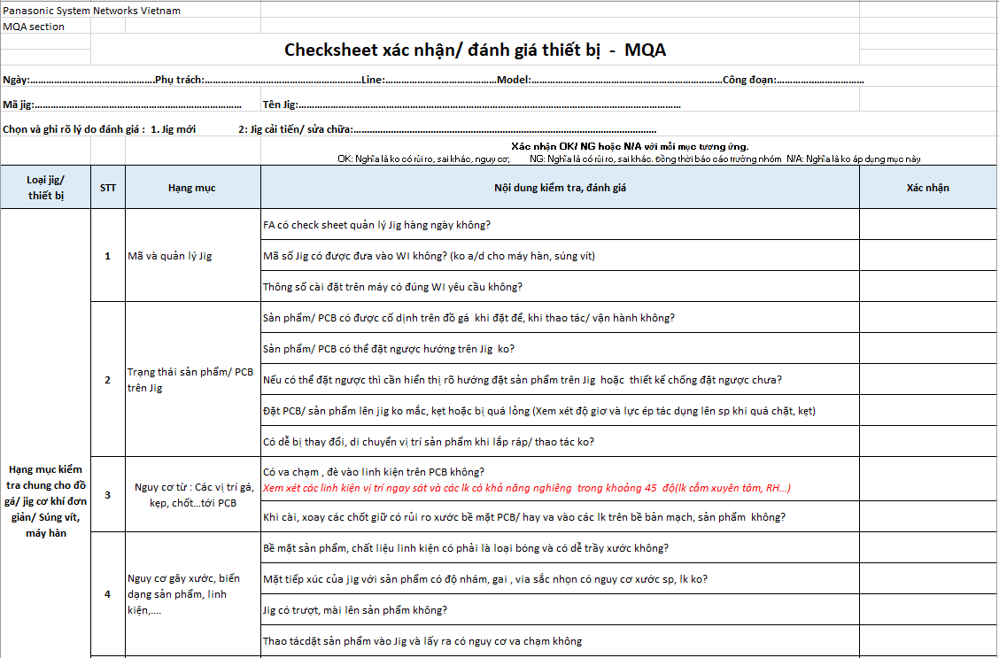 Panasonic System Networks Vietnam
MQA section
Checksheet xác nhận/ đánh giá thiết bị - MQA
Ngày:……………………………………….Phụ trách:……………………………………………………Line:……………………………………Model:…………………………………………………………Công đoạn:……………………………
Mã jig:…………………………………………………………………… Tên Jig:……………………………………………………………………………………………………………………………
Chọn và ghi rõ lý do đánh giá : 1. Jig mới 2: Jig cải tiến/ sửa chữa:…………………………………………………………………………………………
Xác nhận OK/ NG hoặc N/A với mỗi mục tương ứng.
OK: Nghĩa là ko có rủi ro, sai khác, nguy cơ; NG: Nghĩa là có rủi ro, sai khác. Đồng thời báo cáo trưởng nhóm N/A: Nghĩa là ko áp dụng mục này
Loại jig/
thiết bị
STT
Hạng mục
Nội dung kiểm tra, đánh giá
Xác nhận
Hạng mục kiểm
tra chung cho đồ
gá/ jig cơ khí đơn
giản/ Súng vít,
máy hàn
1
Mã và quản lý Jig
FA có check sheet quản lý Jig hàng ngày không?
Mã số Jig có được đưa vào WI không? (ko a/d cho máy hàn, súng vít)
Thông số cài đặt trên máy có đúng WI yêu cầu không?
2
Trạng thái sản phẩm/ PCB
trên Jig
Sản phẩm/ PCB có được cố định trên đồ gá khi đặt để, khi thao tác/ vận hành không?
Sản phẩm/ PCB có thể đặt ngược hướng trên Jig ko?
Nếu có thể đặt ngược thì cần hiển thị rõ hướng đặt sản phẩm trên Jig hoặc thiết kế chống đặt ngược chưa?
Đặt PCB/ sản phẩm lên jig ko mắc, kẹt hoặc bị quá lỏng (Xem xét độ giơ và lực ép tác dụng lên sp khi quá chặt, kẹt)
Có dễ bị thay đổi, di chuyển vị trí sản phẩm khi lắp ráp/ thao tác ko?
3
Nguy cơ từ : Các vị trí gá,
kẹp, chốt...tới PCB
Có va chạm , đè vào linh kiện trên PCB không?
Xem xét các linh kiện vị trí ngay sát và các lk có khả năng nghiêng trong khoảng 45 độ(lk cắm xuyên tâm, RH...)
Khi cài, xoay các chốt giữ có rủi ro xước bề mặt PCB/ hay va vào các lk trên bề bản mạch, sản phẩm không?
4
Nguy cơ gây xước, biến
dạng sản phẩm, linh
kiện,....
Bề mặt sản phẩm, chất liệu linh kiện có phải là loại bóng và có dễ trầy xước không?
Mặt tiếp xúc của jig với sản phẩm có độ nhám, gai , via sắc nhọn có nguy cơ xước sp, lk ko?
Jig có trượt, mài lên sản phẩm không?
Thao tácdặt sản phẩm vào Jig và lấy ra có nguy cơ va chạm không